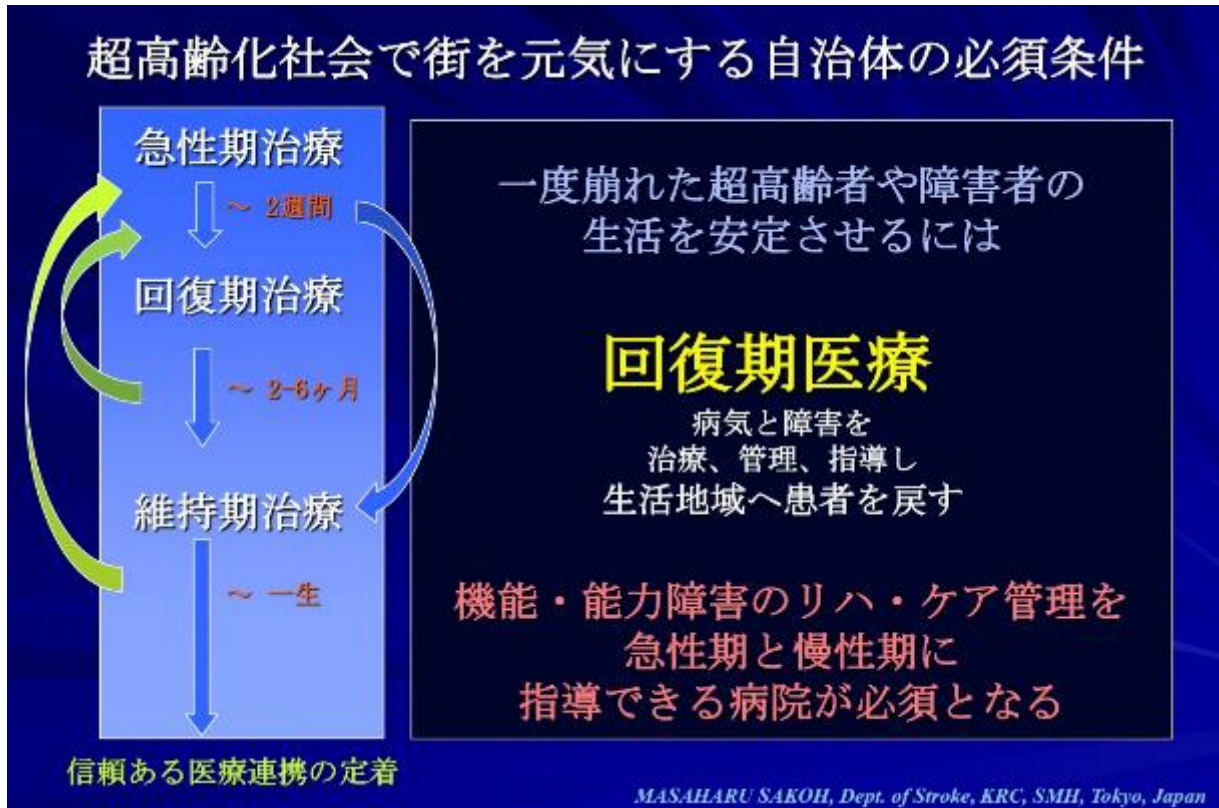 超高齢化社会で街を元気にする自治体の必須条件
急性期治療
～ 2週間
回復期治療
～ 2-6ヶ月
維持期治療
～ 一生
信頼ある医療連携の定着
一度崩れた超高齢者や障害者の
生活を安定させるには
回復期医療
病気と障害を
治療、管理、指導し
生活地域へ患者を戻す
機能・能力障害のリハ・ケア管理を
急性期と慢性期に
指導できる病院が必須となる
MASAHARU SAKOH, Dept. of Stroke, KRC, SMH, Tokyo, Japan